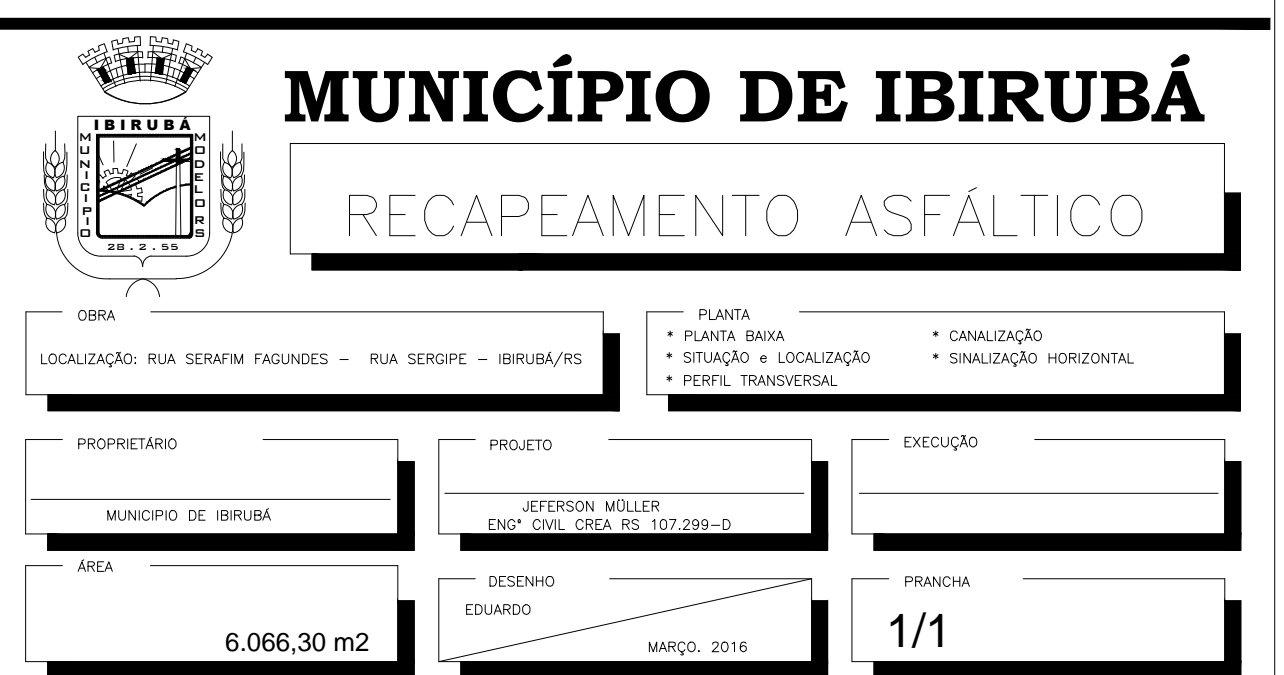 MUNICÍPIO DE IBIRUBÁ
IBIRUBÁ
MUNICIPIO
MODELO RS
28.2.55
RECAPEAMENTO ASFÁLTICO
OBRA
LOCALIZAÇÃO: RUA SERAFIM FAGUNDES – RUA SERGIPE – IBIRUBÁ/RS
PLANTA
* PLANTA BAIXA
* SITUAÇÃO e LOCALIZAÇÃO
* PERFIL TRANSVERSAL
* CANALIZAÇÃO
* SINALIZAÇÃO HORIZONTAL
PROPRIETÁRIO
MUNICIPIO DE IBIRUBÁ
PROJETO
JEFERSON MÜLLER
ENG° CIVIL CREA RS 107.299-D
EXECUÇÃO
ÁREA
6.066,30 m2
DESENHO
EDUARDO
MARÇO. 2016
PRANCHA
1/1